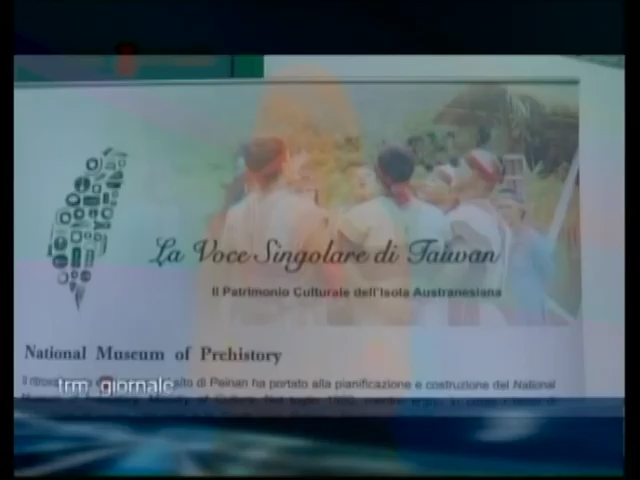 La Voce Singolare di Taiwan
Il Patrimonio Culturale dell'Isola Austranesiana
National Museum of Prehistory
trm giornale sito di Peinan ha portato alla pianificazione e costruzione del National